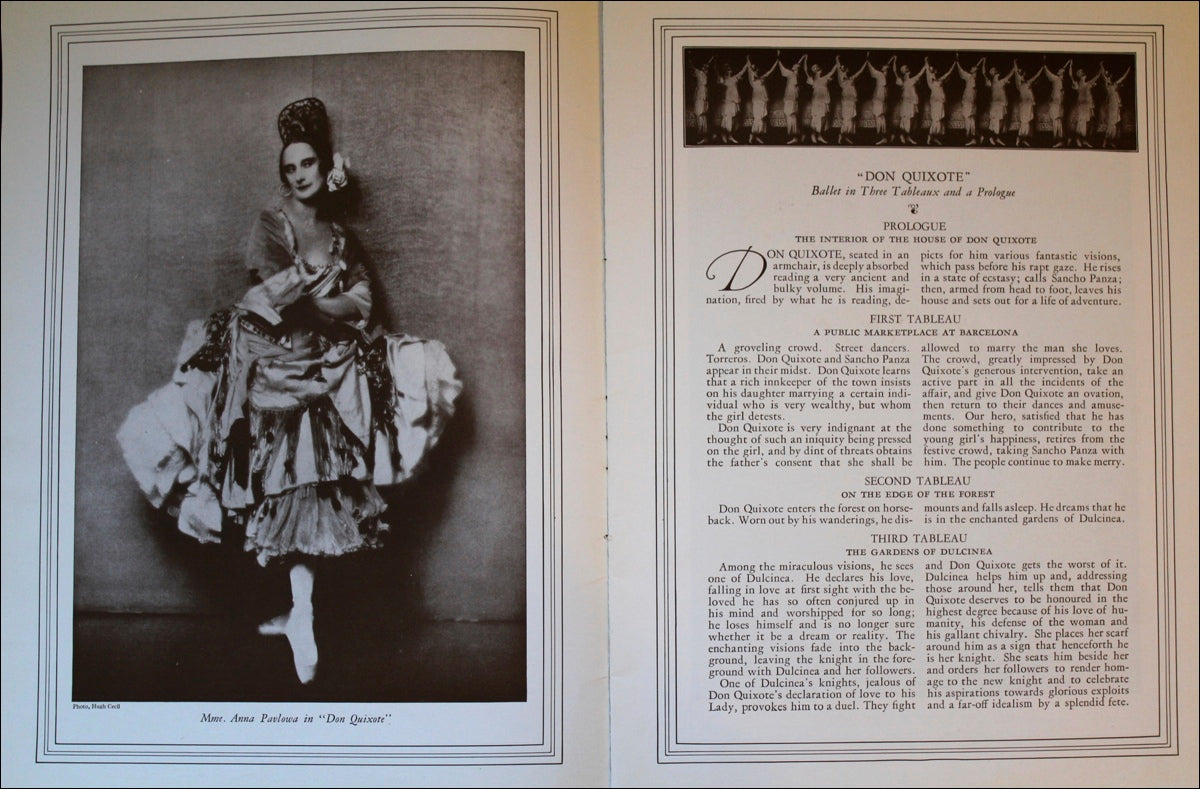 Photo, Hugh Cecil
Mme. Anna Pavlowa in "Don Quixote"
"DON QUIXOTE"
Ballet in Three Tableaux and a Prologue
PROLOGUE
THE INTERIOR OF THE HOUSE OF DON QUIXOTE
DON QUIXOTE, seated in an
armchair, is deeply absorbed
reading a very ancient and
bulky volume. His imagi-
nation, fired by what he is reading, de-
picts for him various fantastic visions,
which pass before his rapt gaze. He rises
in a state of ecstasy; calls Sancho Panza;
then, armed from head to foot, leaves his
house and sets out for a life of adventure.
FIRST TABLEAU
A PUBLIC MARKETPLACE AT BARCELONA
A groveling crowd. Street dancers.
Torreros. Don Quixote and Sancho Panza
appear in their midst. Don Quixote learns
that a rich innkeeper of the town insists
on his daughter marrying a certain indi-
vidual who is very wealthy, but whom
the girl detests.
Don Quixote is very indignant at the
thought of such an iniquity being pressed
on the girl, and by dint of threats obtains
the father's consent that she shall be
allowed to marry the man she loves.
The crowd, greatly impressed by Don
Quixote's generous intervention, take an
active part in all the incidents of the
affair, and give Don Quixote an ovation,
then return to their dances and amuse-
ments. Our hero, satisfied that he has
done something to contribute to the
young girl's happiness, retires from the
festive crowd, taking Sancho Panza with
him. The people continue to make merry.
SECOND TABLEAU
ON THE EDGE OF THE FOREST
Don Quixote enters the forest on horse-
back. Worn out by his wanderings, he dis-
mounts and falls asleep. He dreams that he
is in the enchanted gardens of Dulcinea.
THIRD TABLEAU
THE GARDENS OF DULCINEA
Among the miraculous visions, he sees
one of Dulcinea. He declares his love,
falling in love at first sight with the be-
loved he has so often conjured up in
his mind and worshipped for so long;
he loses himself and is no longer sure
whether it be a dream or reality. The
enchanting visions fade into the back-
ground, leaving the knight in the fore-
ground with Dulcinea and her followers.
One of Dulcinea's knights, jealous of
Don Quixote's declaration of love to his
Lady, provokes him to a duel. They fight
and Don Quixote gets the worst of it.
Dulcinea helps him up and, addressing
those around her, tells them that Don
Quixote deserves to be honoured in the
highest degree because of his love of hu-
manity, his defense of the woman and
his gallant chivalry. She places her scarf
around him as a sign that henceforth he
is her knight. She seats him beside her
and orders her followers to render hom-
age to the new knight and to celebrate
his aspirations towards glorious exploits
and a far-off idealism by a splendid fete.